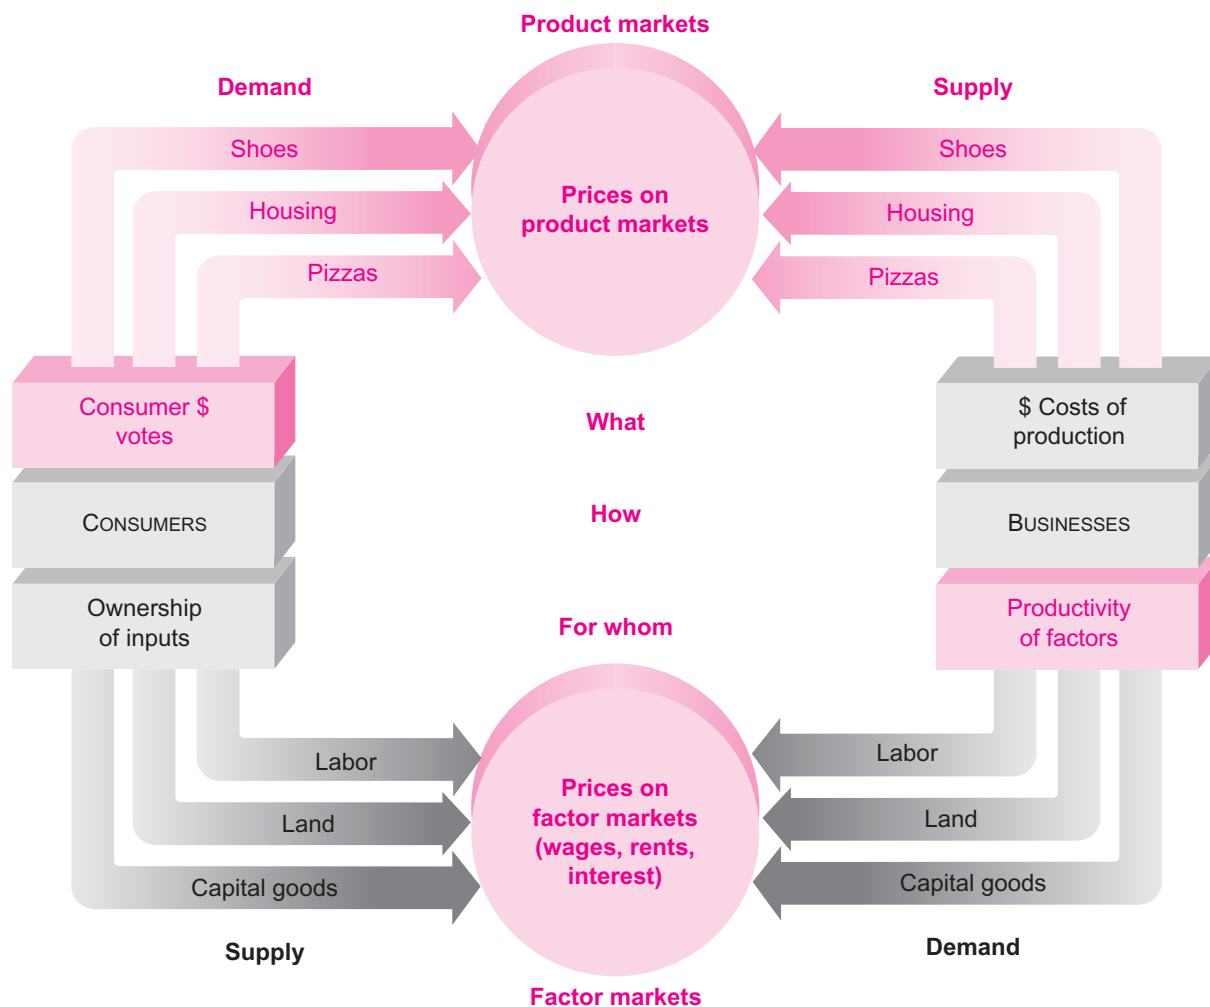 Product markets
Demand
Supply
Shoes
Shoes
Housing
Prices on
product markets
Housing
Pizzas
Pizzas
Consumer $
votes
What
$ Costs of
production
CONSUMERS
How
BUSINESSES
Ownership
of inputs
For whom
Productivity
of factors
Labor
Labor
Land
Prices on
factor markets
(wages, rents,
interest)
Land
Capital goods
Capital goods
Supply
Demand
Factor markets